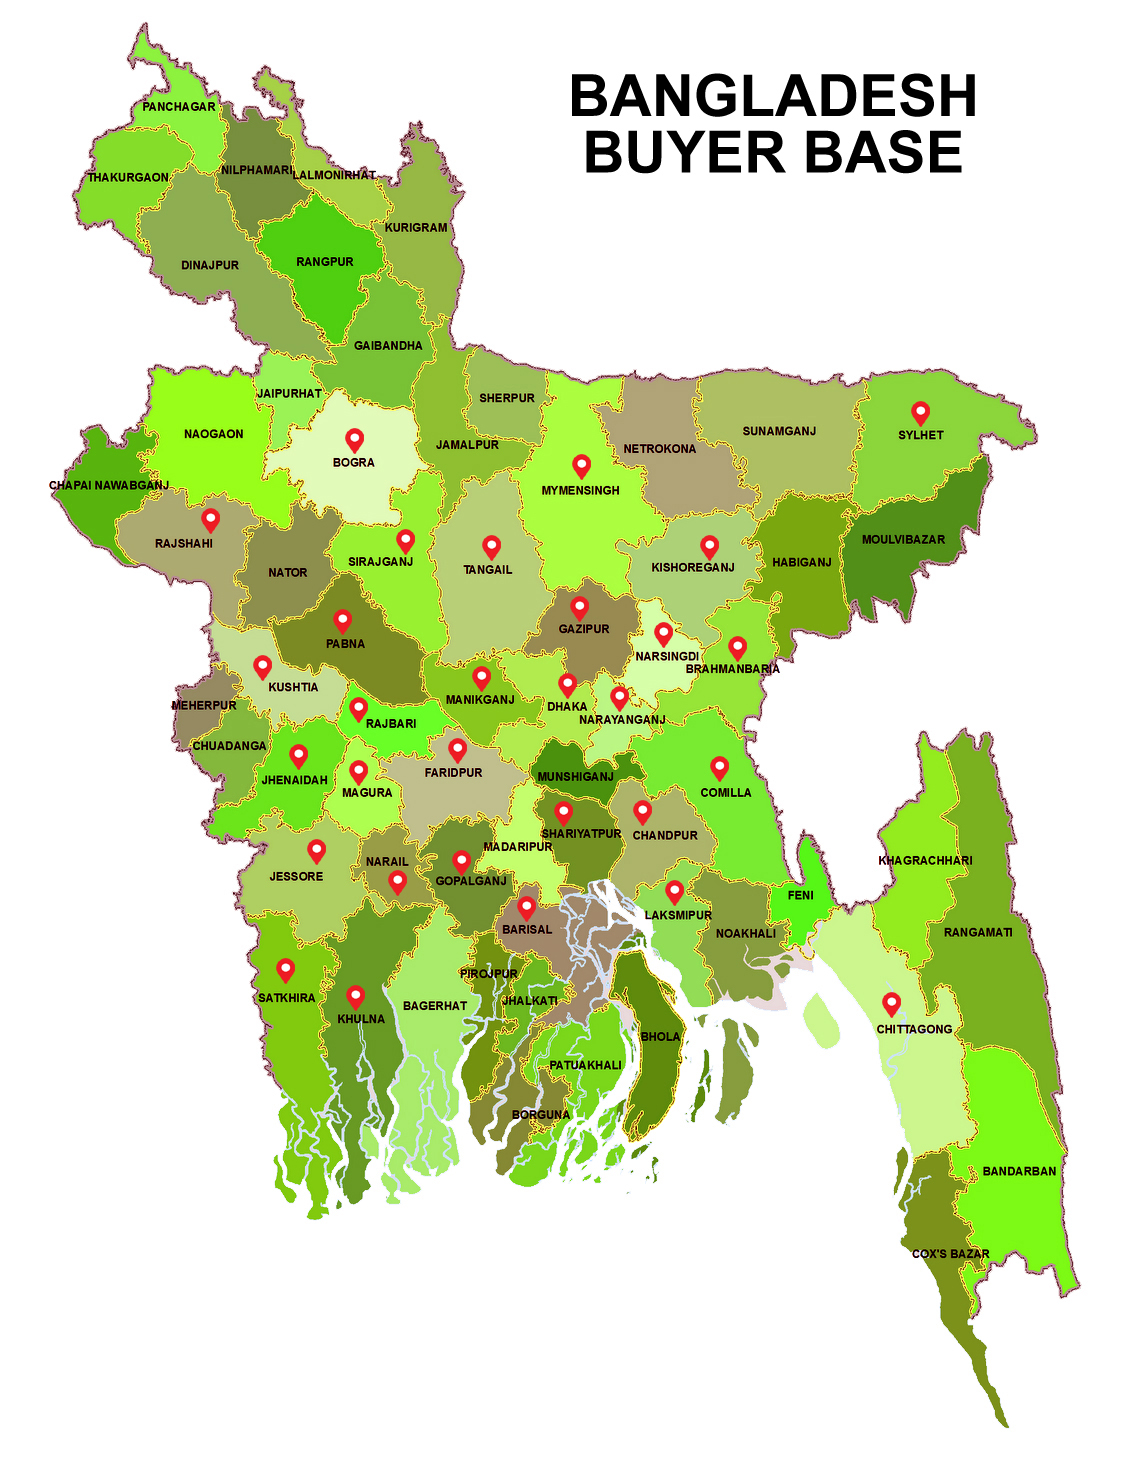 BANGLADESH
BUYER BASE
PANCHAGAR
THAKURGAON
NILPHAMARI
LALMONIRHAT
KURIGRAM
DINAJPUR
RANGPUR
GAIBANDHA
JAIPURHAT
SHERPUR
NAOGAON
BOGRA
JAMALPUR
MYMENSINGH
NETROKONA
SUNAMGANJ
SYLHET
CHAPAI NAWABGANJ
RAJSHAHI
NATOR
SIRAJGANJ
TANGAIL
KISHOREGANJ
HABIGANJ
MOULVIBAZAR
PABNA
GAZIPUR
NARSINGDI
BRAHMANBARIA
KUSHTIA
MEHERPUR
MANIKGANJ
DHAKA
NARAYANGANJ
RAJBARI
CHUADANGA
JHENAIDAH
MAGURA
FARIDPUR
MUNSHIGANJ
COMILLA
SHARIYATPUR
CHANDPUR
MADARIPUR
JESSORE
NARAIL
GOPALGANJ
KHAGRACHHARI
FENI
LAKSMIPUR
BARISAL
NOAKHALI
RANGAMATI
SATKHIRA
KHULNA
BAGERHAT
PIROJPUR
JHALKATI
BHOLA
CHITTAGONG
PATUAKHALI
BORGUNA
BANDARBAN
COX'S BAZAR